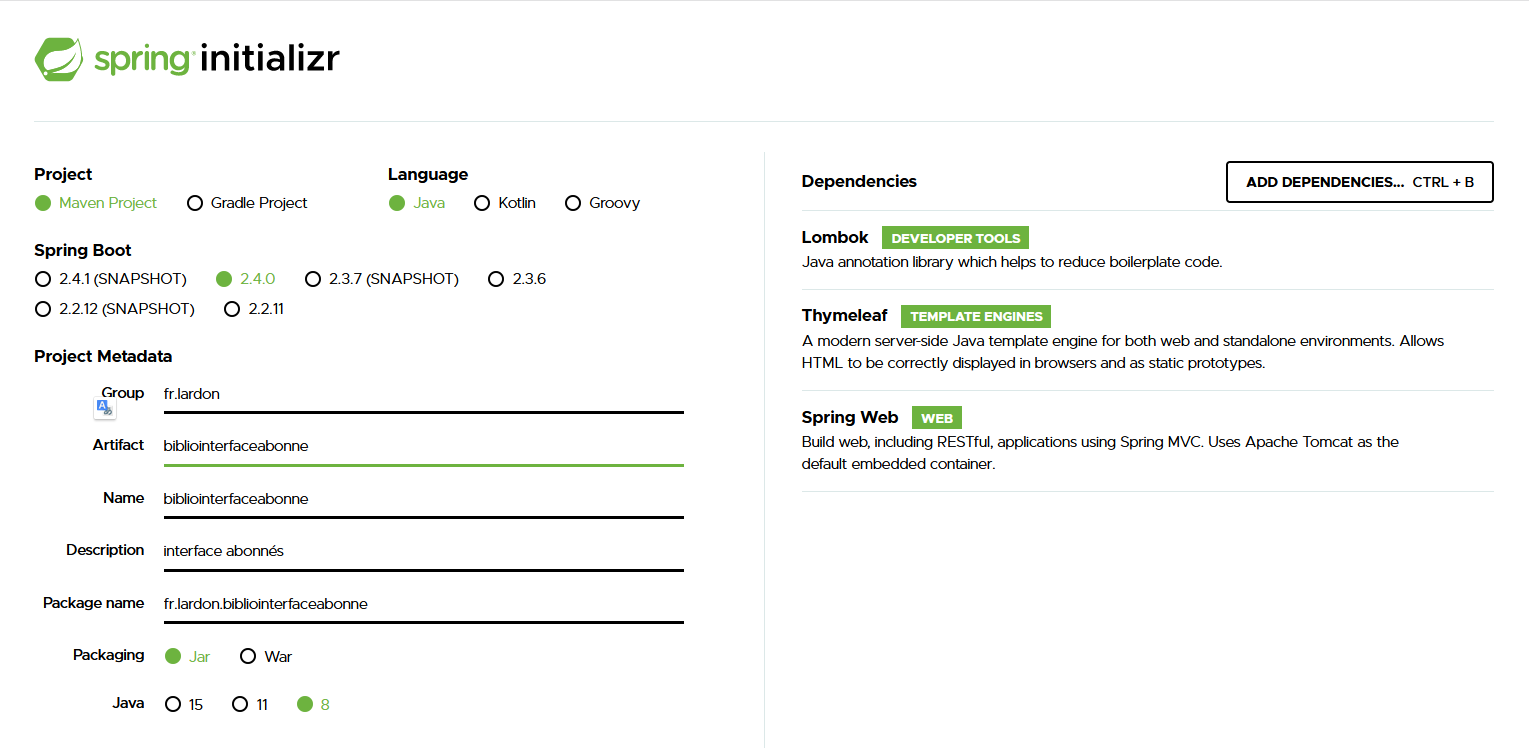 spring initializr
Project
Maven Project Gradle Project
Language
Java Kotlin Groovy
Spring Boot
2.4.1 (SNAPSHOT) 2.4.0 2.3.7 (SNAPSHOT) 2.3.6
2.2.12 (SNAPSHOT) 2.2.11
Project Metadata
Group fr.lardon
Artifact bibliointerfaceabonne
Name bibliointerfaceabonne
Description interface abonnés
Package name fr.lardon.bibliointerfaceabonne
Packaging Jar War
Java 15 11 8
Dependencies
ADD DEPENDENCIES... CTRL + B
Lombok DEVELOPER TOOLS
Java annotation library which helps to reduce boilerplate code.
Thymeleaf TEMPLATE ENGINES
A modern server-side Java template engine for both web and standalone environments. Allows
HTML to be correctly displayed in browsers and as static prototypes.
Spring Web WEB
Build web, including RESTful, applications using Spring MVC. Uses Apache Tomcat as the
default embedded container.